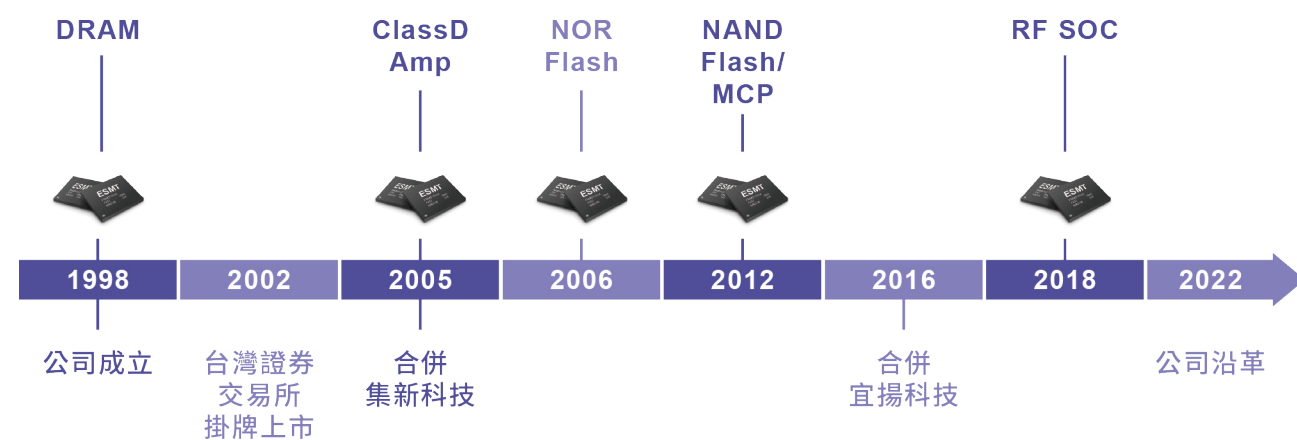 DRAM
ClassD
Amp
NOR
Flash
NAND
Flash/
MCP
RF SOC
ESMT
ESMT
ESMT
ESMT
ESMT
1998
2002
2005
2006
2012
2016
2018
2022
公司成立
台灣證券
交易所
掛牌上市
合併
集新科技
合併
宜揚科技
公司沿革